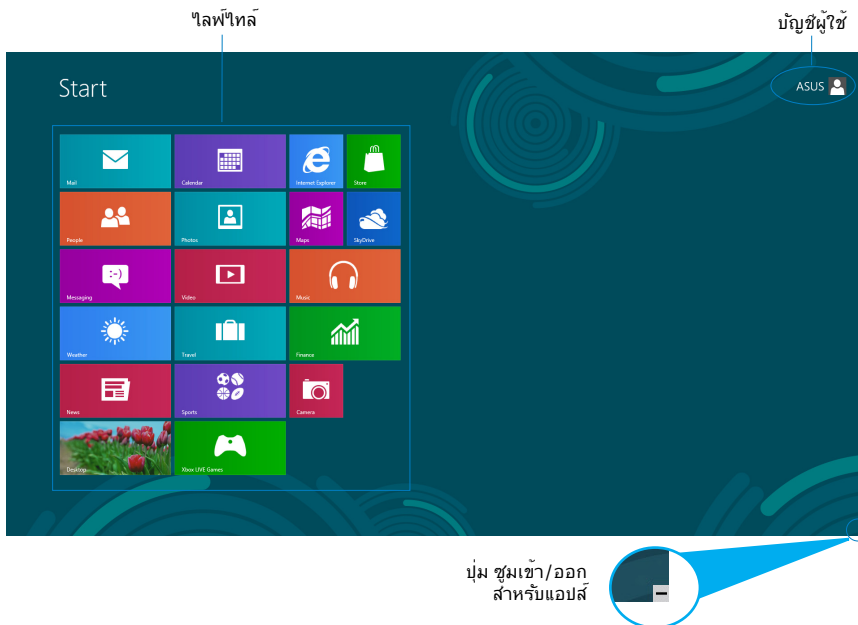 ไลฟ์ไทล์
บัญชีผู้ใช้
Start
ASUS
Mail
Calendar
Internet Explorer
Store
People
Photos
Maps
SkyDrive
Messaging
Video
Music
Weather
Travel
Finance
News
Sports
Camera
Desktop
Xbox LIVE Games
ปุ่ม ซูมเข้า/ออก
สำหรับแอปส์